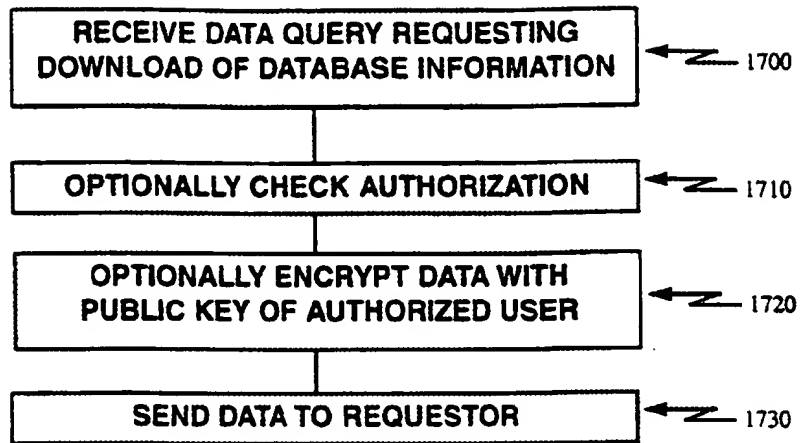 RECEIVE DATA QUERY REQUESTING
DOWNLOAD OF DATABASE INFORMATION
1700
OPTIONALLY CHECK AUTHORIZATION
1710
OPTIONALLY ENCRYPT DATA WITH
PUBLIC KEY OF AUTHORIZED USER
1720
SEND DATA TO REQUESTOR
1730